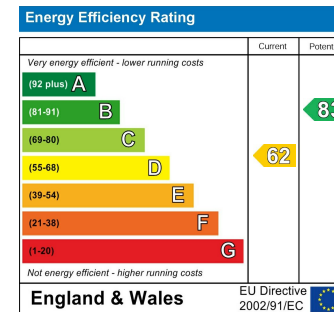 Energy Efficiency Rating
Current Potent
Very energy efficient - lower running costs
(92 plus) A
(81-91) B
83
(69-80) C
(55-68) D
62
(39-54) E
(21-38) F
(1-20) G
Not energy efficient - higher running costs
England & Wales
EU Directive
2002/91/EC